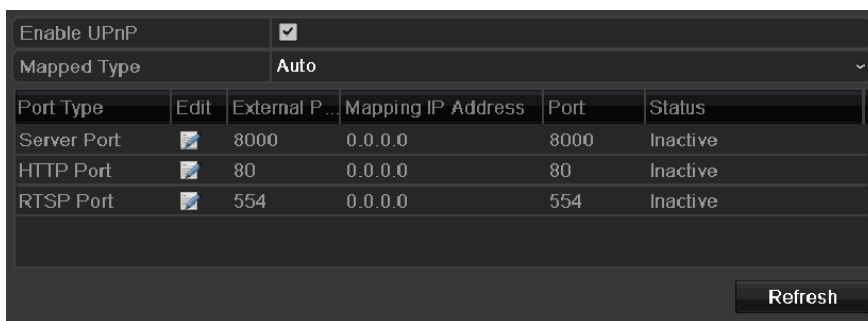 Enable UPnP
Mapped Type Auto
Port Type Edit External P... Mapping IP Address Port Status
Server Port 8000 0.0.0.0 8000 Inactive
HTTP Port 80 0.0.0.0 80 Inactive
RTSP Port 554 0.0.0.0 554 Inactive
Refresh